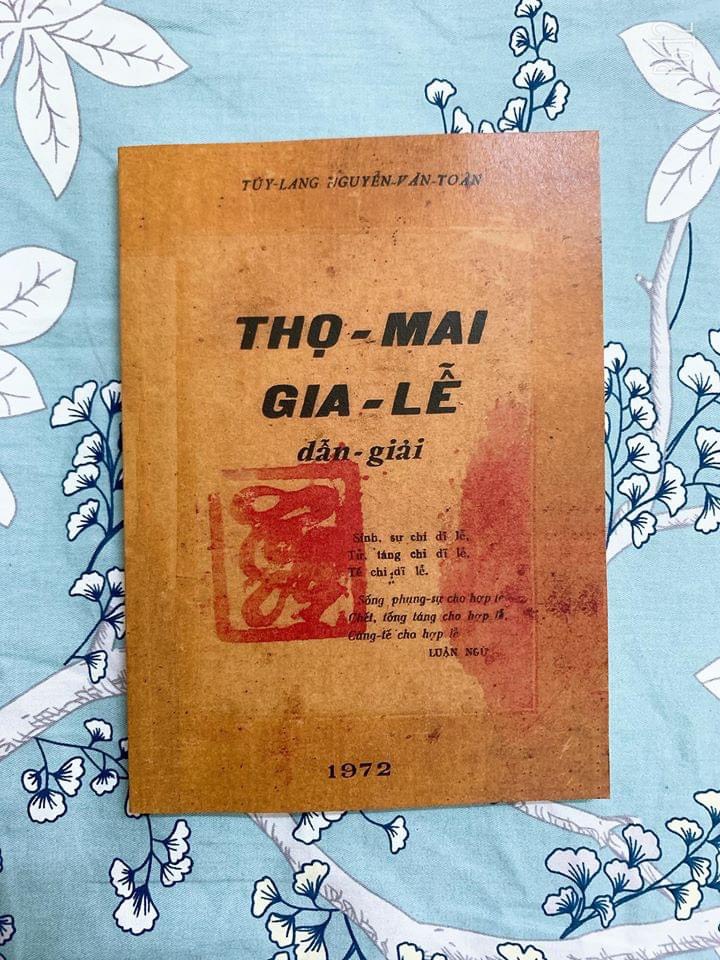 TÚY-LANG NGUYỄN-VĂN-TOÀN
THỌ-MAI
GIA-LỄ
dẫn-giải
Sinh, sự chi dĩ lễ,
Tử, táng chi dĩ lễ,
Tế chi dĩ lễ.
Sống phụng-sự cho hợp lễ
Chết, tống táng cho hợp lễ,
Cúng-tế cho hợp lễ
LUẬN NGỮ
1972